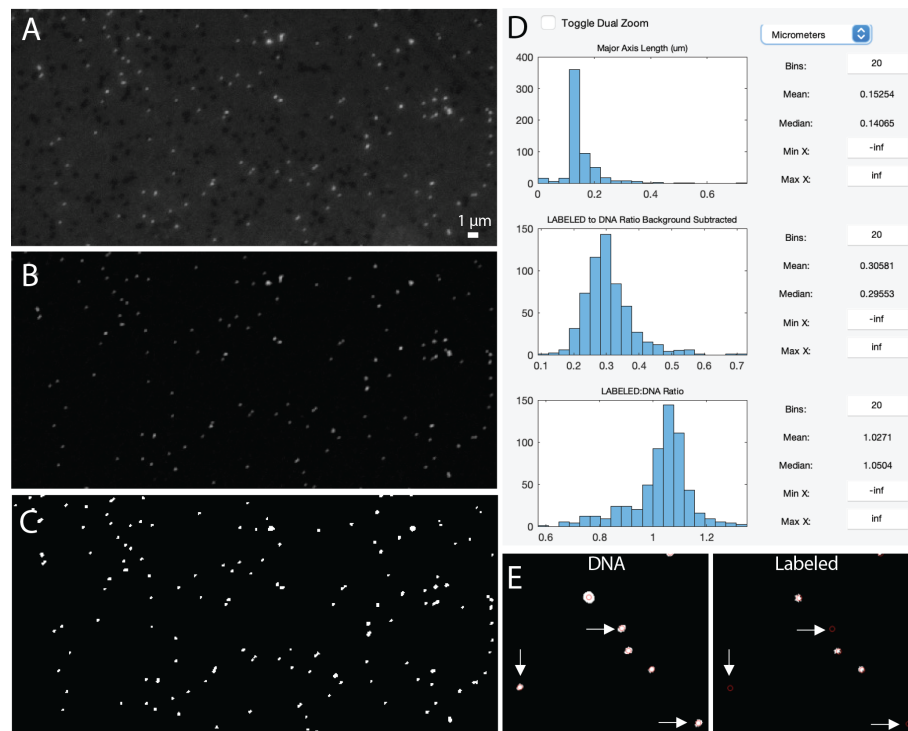 A
1 µm
B
C
D
Toggle Dual Zoom
Micrometers
Major Axis Length (um)
400
300
200
100
0
0
0.2
0.4
0.6
Bins:
20
Mean:
0.15254
Median:
0.14065
Min X:
-inf
Max X:
inf
LABELED to DNA Ratio Background Subtracted
150
100
50
0
0.1
0.2
0.3
0.4
0.5
0.6
0.7
Bins:
20
Mean:
0.30581
Median:
0.29553
Min X:
-inf
Max X:
inf
LABELED:DNA Ratio
150
100
50
0
0.6
0.8
1
1.2
Bins:
20
Mean:
1.0271
Median:
1.0504
Min X:
-inf
Max X:
inf
E
DNA
Labeled